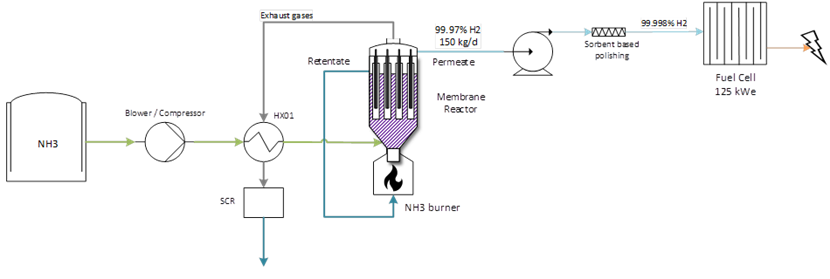 Exhaust gases
99.97% H2
150 kg/d
99.998% H2
Sorbent based
polishing
Retentate
Permeate
Fuel Cell
125 kWe
Membrane
Reactor
Blower / Compressor
HX01
NH3
SCR
NH3 burner